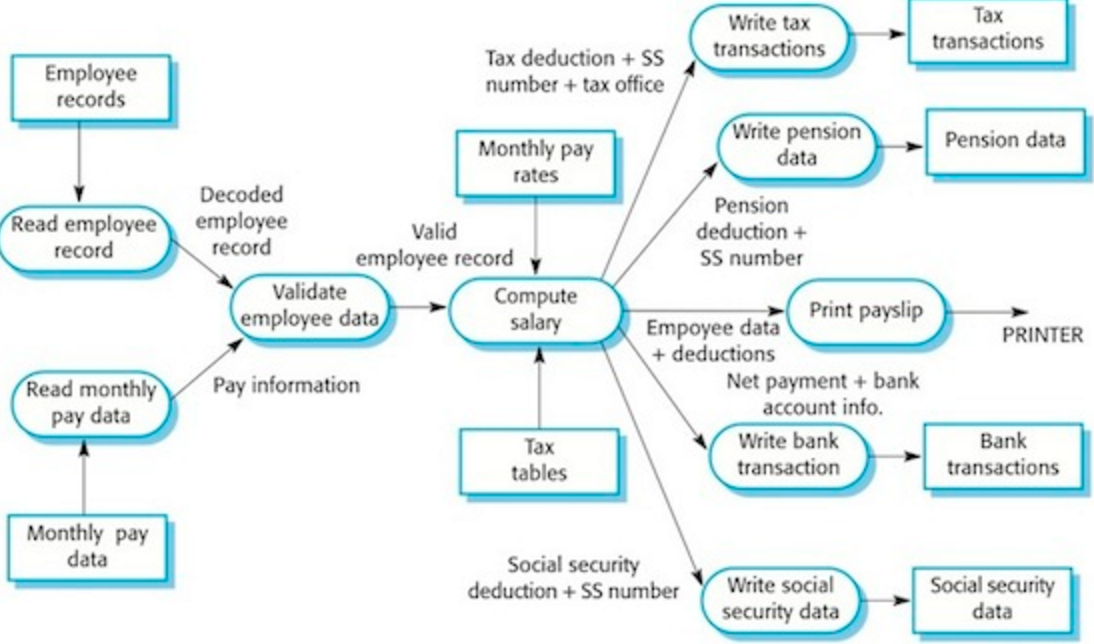 Employee
records
Read employee
record
Decoded
employee
record
Validate
employee data
Read monthly
pay data
Pay information
Monthly pay
data
Valid
employee record
Monthly pay
rates
Compute
salary
Tax
tables
Tax deduction + SS
number + tax office
Write tax
transactions
Tax
transactions
Write pension
data
Pension data
Pension
deduction +
SS number
Empoyee data
+ deductions
Print payslip
PRINTER
Net payment + bank
account info.
Write bank
transaction
Bank
transactions
Social security
deduction + SS number
Write social
security data
Social security
data